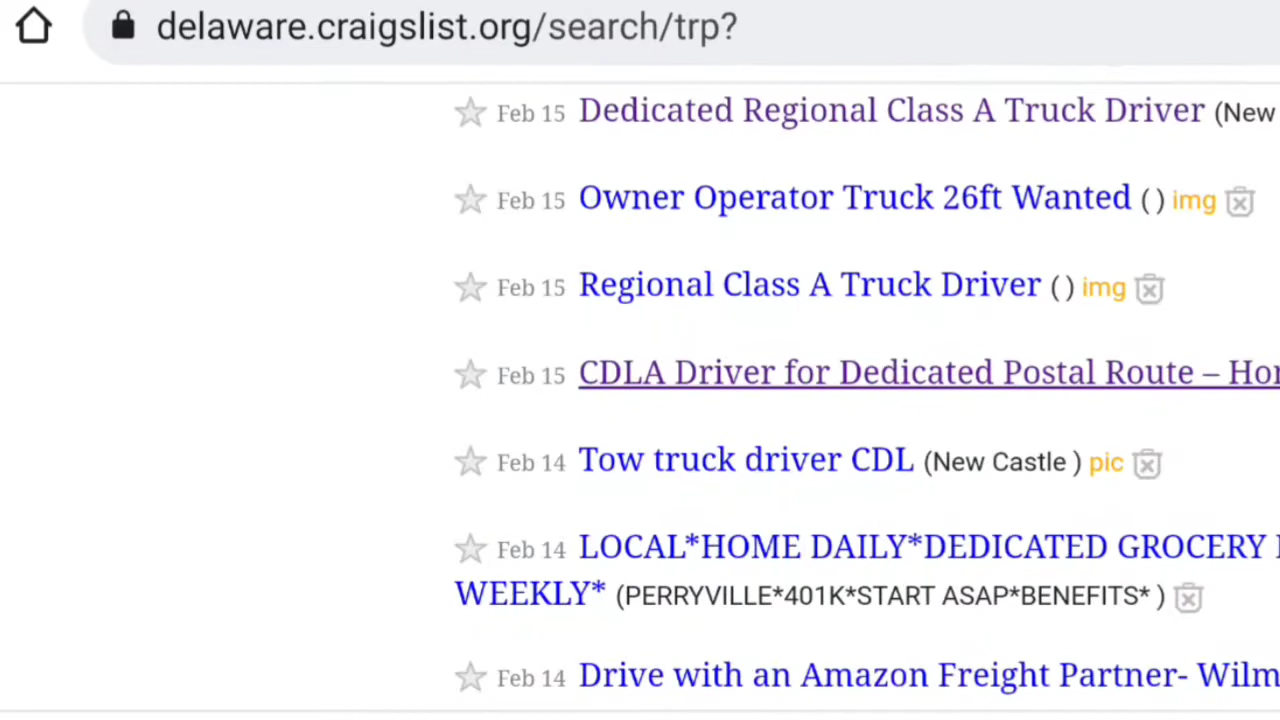 delaware.craigslist.org/search/trp?
Feb 15 Dedicated Regional Class A Truck Driver (New
Feb 15 Owner Operator Truck 26ft Wanted ( ) img
Feb 15 Regional Class A Truck Driver ( ) img
Feb 15 CDLA Driver for Dedicated Postal Route –
Feb 14 Tow truck driver CDL (New Castle ) pic
Feb 14 LOCAL*HOME DAILY*DEDICATED GROCERY
WEEKLY* (PERRYVILLE*401K*START ASAP*BENEFITS* )
Feb 14 Drive with an Amazon Freight Partner- Wilm